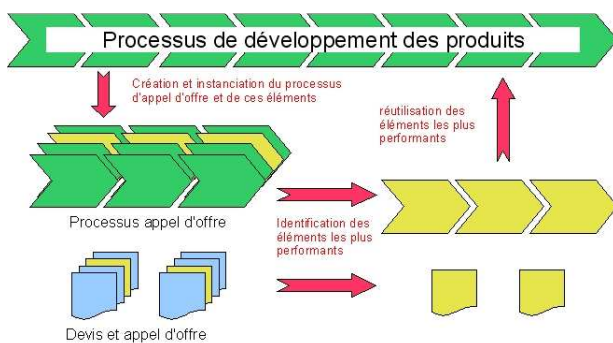 Processus de développement des produits
Création et instanciation du processus
d'appel d'offre et de ces éléments
réutilisation des
éléments les plus
performants
Processus appel d'offre
Identification des
éléments les plus
performants
Devis et appel d'offre